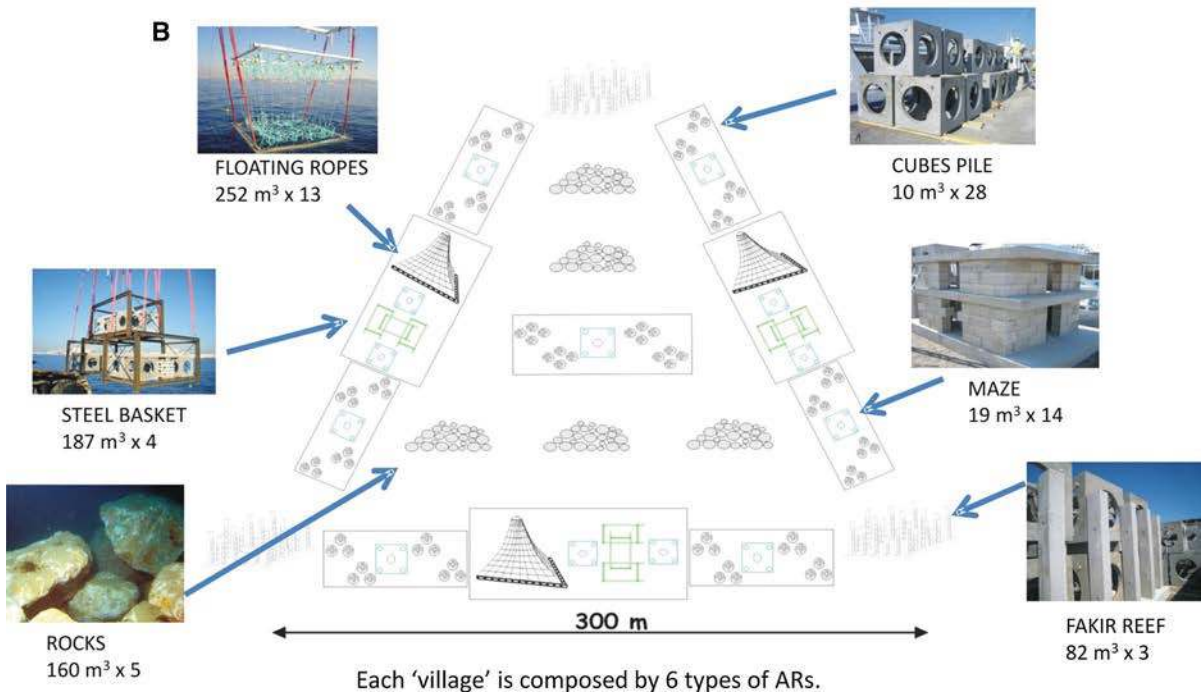 B
FLOATING ROPES
252 m³ x 13
CUBES PILE
10 m³ x 28
STEEL BASKET
187 m³ x 4
MAZE
19 m³ x 14
ROCKS
160 m³ x 5
FAKIR REEF
82 m³ x 3
300 m
Each ‘village’ is composed by 6 types of ARs.